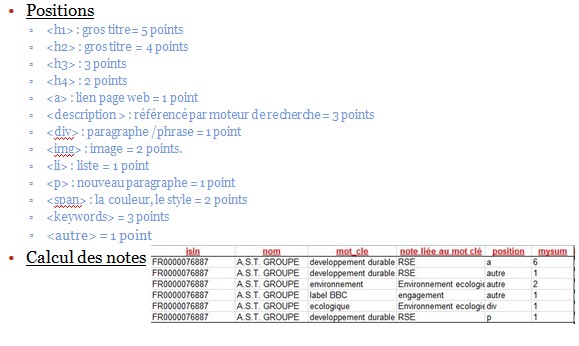 Positions
<h1> : gros titre= 5 points
<h2> : gros titre = 4 points
<h3> : 3 points
<h4> : 2 points
<a> : lien page web = 1 point
<description> : référencé par moteur de recherche = 3 points
<div> : paragraphe /phrase = 1 point
<img> : image = 2 points.
<li> : liste = 1 point
<p> : nouveau paragraphe = 1 point
<span> : la couleur, le style = 2 points
<keywords> = 3 points
<autre> = 1 point
Calcul des notes
isin nom mot_cle note liée au mot clé position mysum
FR0000076887 A.S.T. GROUPE developpement durable RSE a 6
FR0000076887 A.S.T. GROUPE developpement durable RSE autre 1
FR0000076887 A.S.T. GROUPE environnement Environnement ecologi autre 2
FR0000076887 A.S.T. GROUPE label BBC engagement autre 1
FR0000076887 A.S.T. GROUPE ecologique Environnement ecologi div 1
FR0000076887 A.S.T. GROUPE developpement durable RSE p 1